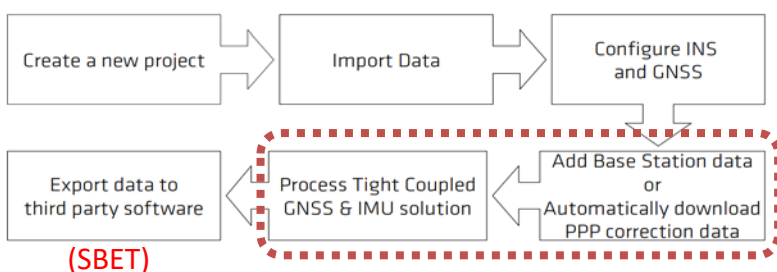 Create a new project
Import Data
Configure INS
and GNSS
Add Base Station data
or
Automatically download
PPP correction data
Process Tight Coupled
GNSS & IMU solution
Export data to
third party software
(SBET)